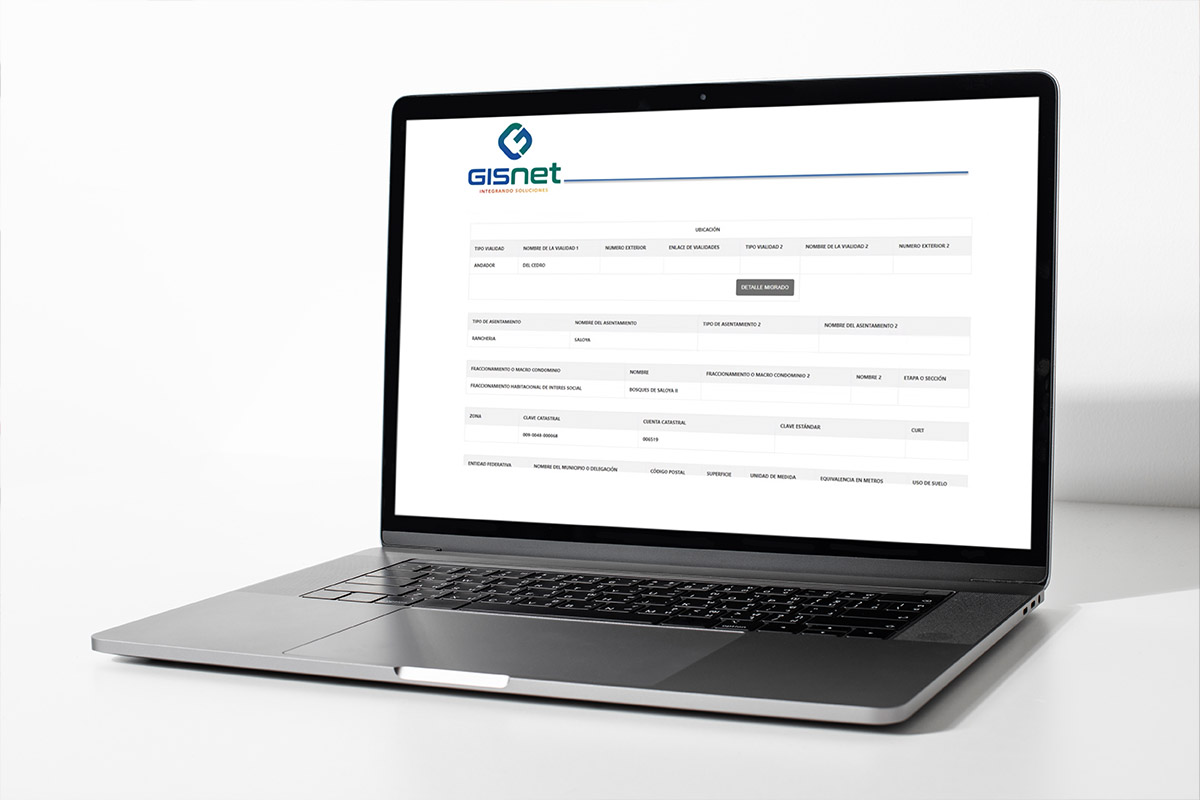 GISnet
INTEGRANDO SOLUCIONES
UBICACIÓN
TIPO VIALIDAD NOMBRE DE LA VIALIDAD 1 NUMERO EXTERIOR ENLACE DE VIALIDADES TIPO VIALIDAD 2 NOMBRE DE LA VIALIDAD 2 NUMERO EXTERIOR 2
ANDADOR DEL CEDRO
DETALLE MIGRADO
TIPO DE ASENTAMIENTO NOMBRE DEL ASENTAMIENTO TIPO DE ASENTAMIENTO 2 NOMBRE DEL ASENTAMIENTO 2
RANCHERIA SALOYA
FRACCIONAMIENTO O MACRO CONDOMINIO NOMBRE FRACCIONAMIENTO O MACRO CONDOMINIO 2 NOMBRE 2 ETAPA O SECCIÓN
FRACCIONAMIENTO HABITACIONAL DE INTERES SOCIAL BOSQUES DE SALOYA II
ZONA CLAVE CATASTRAL CUENTA CATASTRAL CLAVE ESTÁNDAR CURT
009-0048-000068 006519
ENTIDAD FEDERATIVA NOMBRE DEL MUNICIPIO O DELEGACIÓN CÓDIGO POSTAL SUPERFICIE UNIDAD DE MEDIDA EQUIVALENCIA EN METROS USO DE SUELO